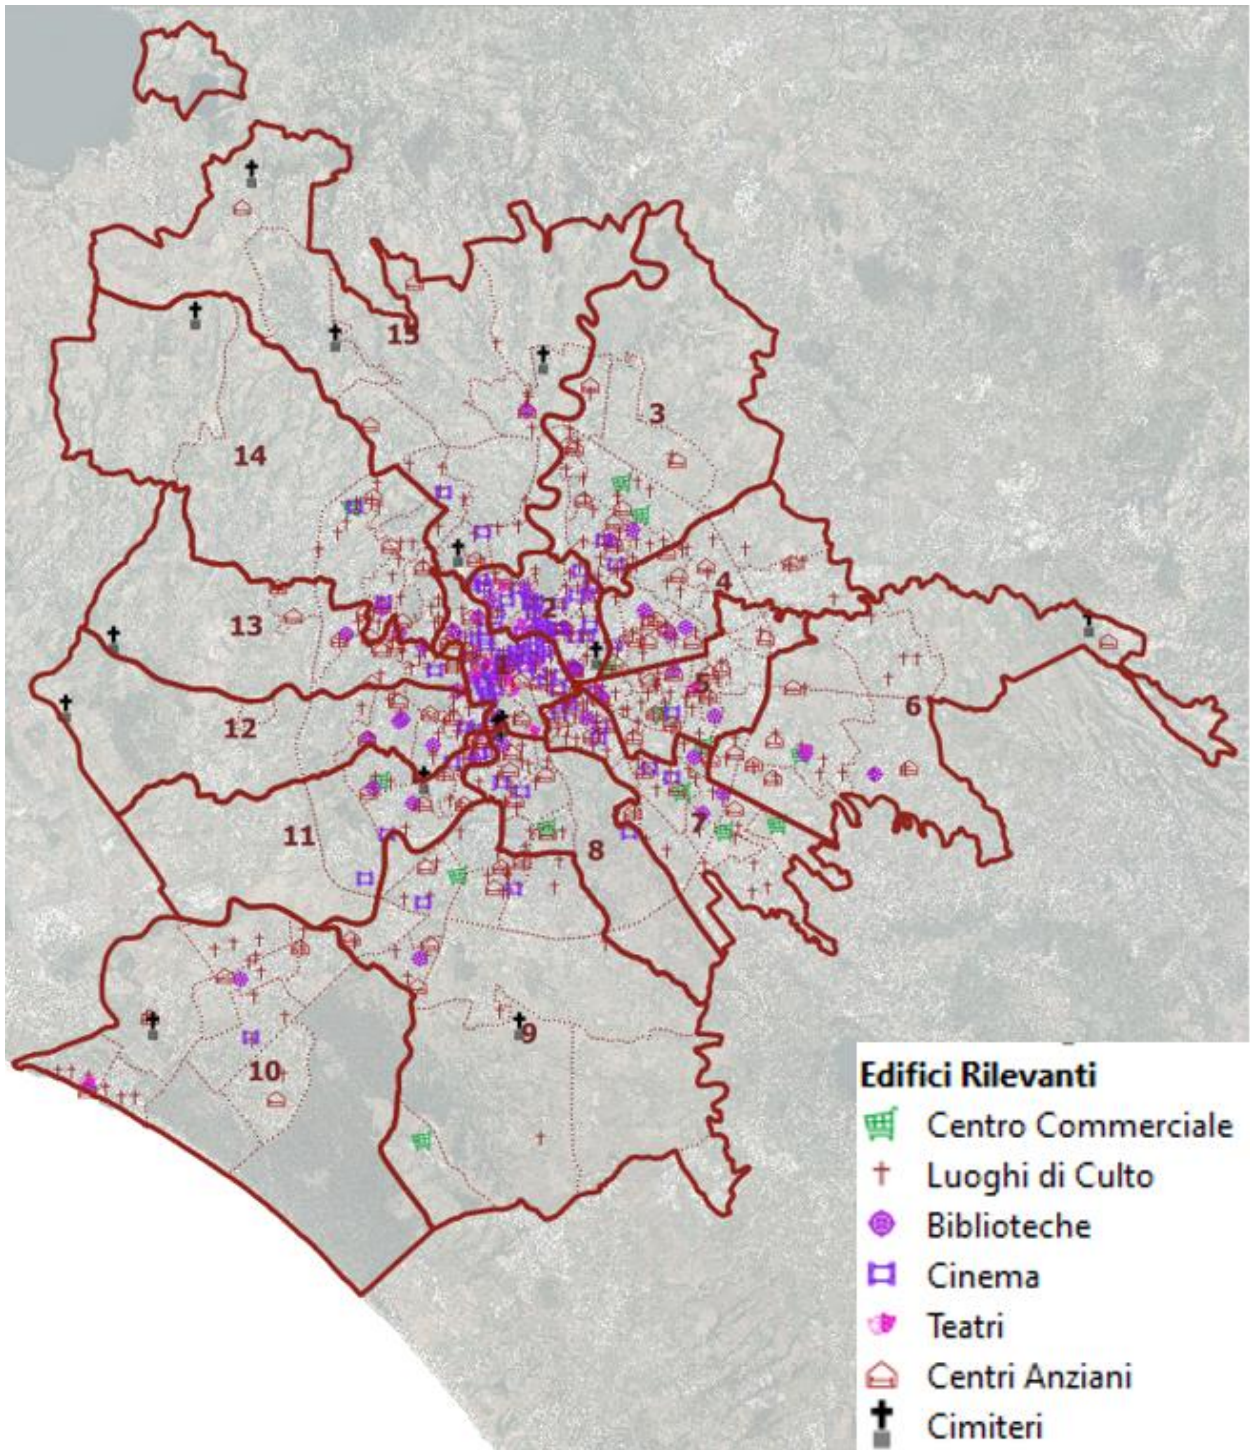 15
3
14
2
4
13
1
5
6
12
7
11
8
9
10
Edifici Rilevanti
Centro Commerciale
Luoghi di Culto
Biblioteche
Cinema
Teatri
Centri Anziani
Cimiteri